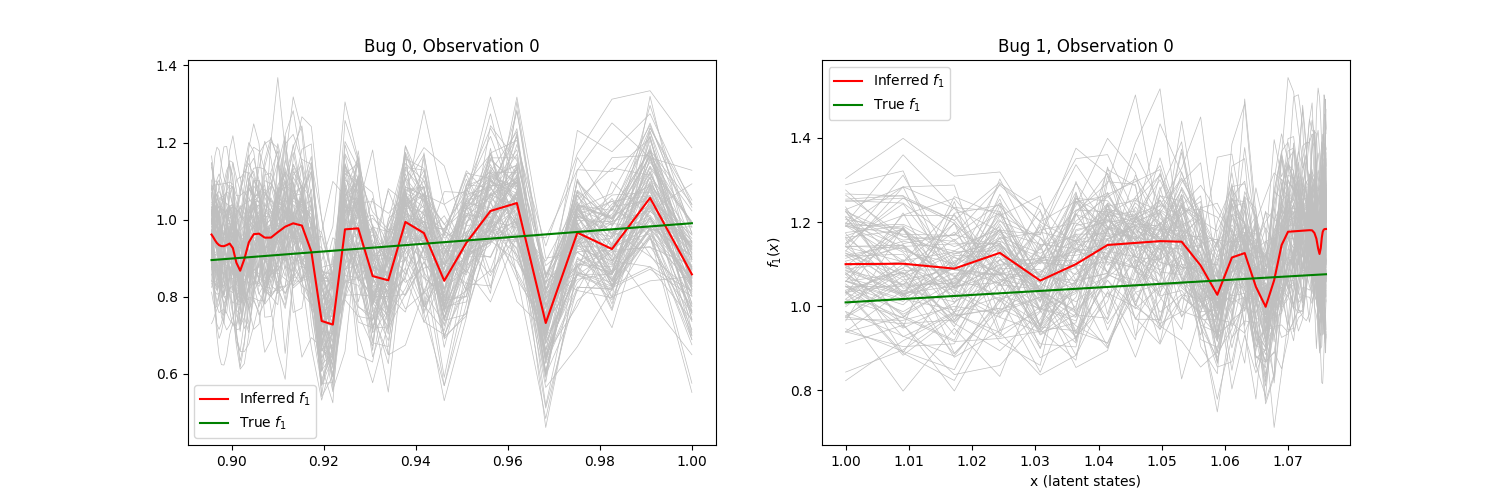 Bug 0, Observation 0
1.4
1.2
1.0
0.8
0.6
Inferred f₁
True f₁
0.90
0.92
0.94
0.96
0.98
1.00
Bug 1, Observation 0
Inferred f₁
True f₁
f₁(x)
1.4
1.2
1.0
0.8
1.00
1.01
1.02
1.03
1.04
1.05
1.06
1.07
x (latent states)